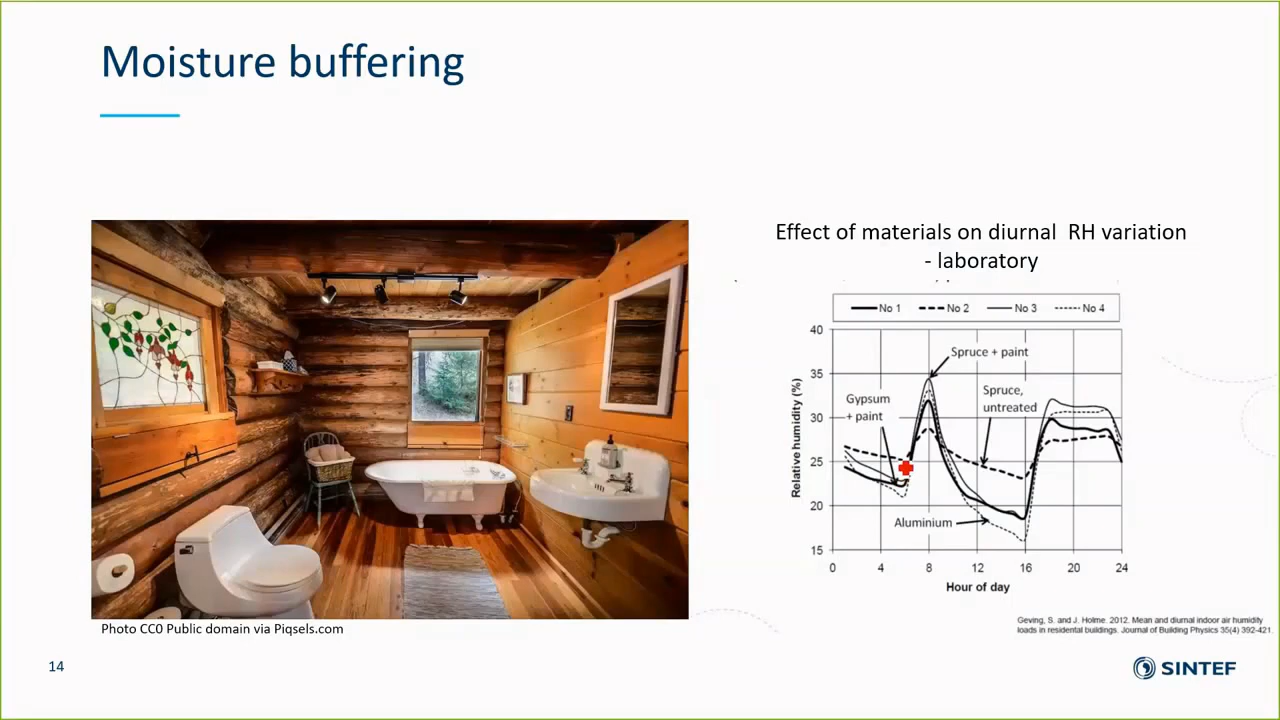 Moisture buffering
Effect of materials on diurnal RH variation
- laboratory
No 1 No 2 No 3 No 4
40
35
30
25
20
15
Relative humidity (%)
Spruce + paint
Gypsum
+ paint
Spruce,
untreated
Aluminium
0 4 8 12 16 20 24
Hour of day
Photo CC0 Public domain via Piqsels.com
Geving, S. and J. Holme. 2012. Mean and diurnal indoor air humidity
loads in residential buildings. Journal of Building Physics 35(4) 392-421.
14
SINTEF